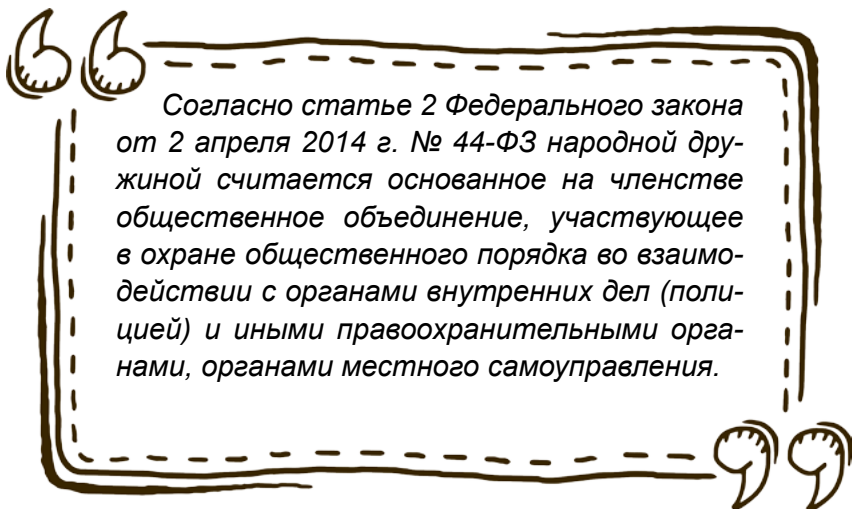 Согласно статье 2 Федерального закона
от 2 апреля 2014 г. № 44-ФЗ народной дру-
жиной считается основанное на членстве
общественное объединение, участвующее
в охране общественного порядка во взаимо-
действии с органами внутренних дел (поли-
цией) и иными правоохранительными орга-
нами, органами местного самоуправления.